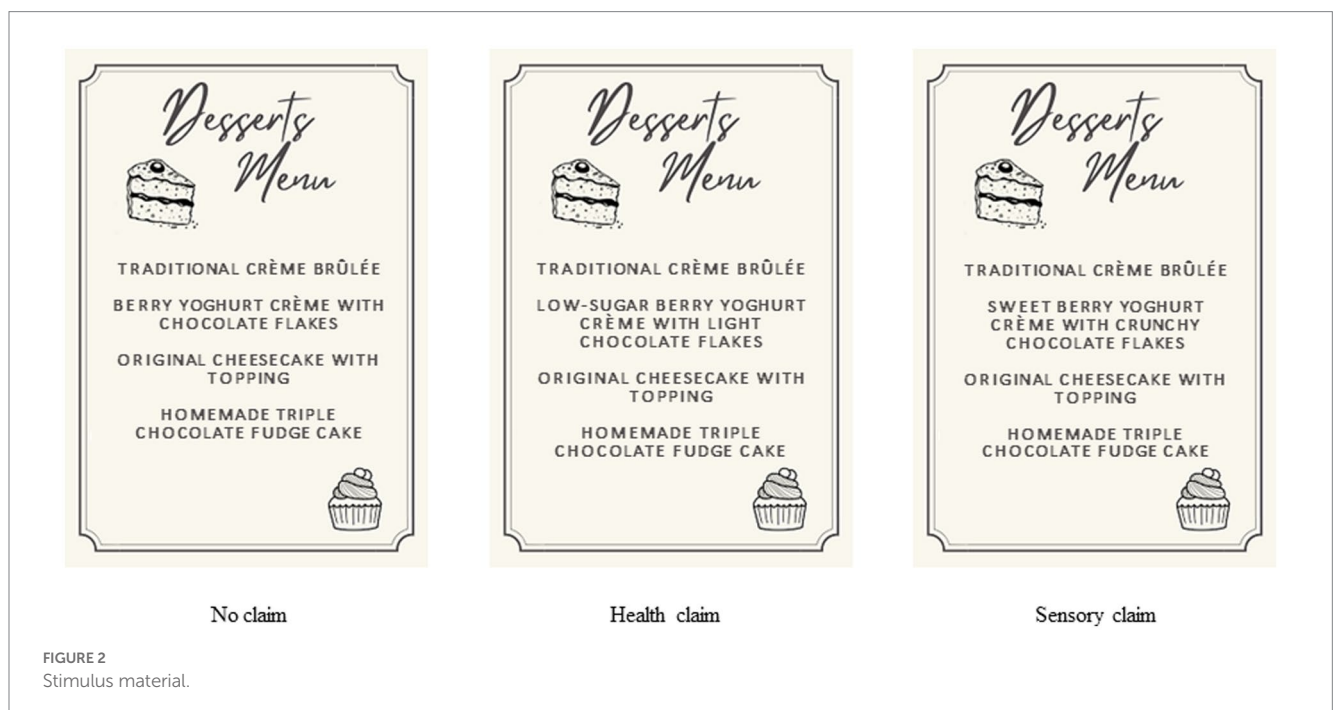 Desserts
Menu
TRADITIONAL CRÈME BRÛLÉE
BERRY YOGHURT CRÈME WITH
CHOCOLATE FLAKES
ORIGINAL CHEESECAKE WITH
TOPPING
HOMEMADE TRIPLE
CHOCOLATE FUDGE CAKE
No claim
Desserts
Menu
TRADITIONAL CRÈME BRÛLÉE
LOW-SUGAR BERRY YOGHURT
CRÈME WITH LIGHT
CHOCOLATE FLAKES
ORIGINAL CHEESECAKE WITH
TOPPING
HOMEMADE TRIPLE
CHOCOLATE FUDGE CAKE
Health claim
Desserts
Menu
TRADITIONAL CRÈME BRÛLÉE
SWEET BERRY YOGHURT
CRÈME WITH CRUNCHY
CHOCOLATE FLAKES
ORIGINAL CHEESECAKE WITH
TOPPING
HOMEMADE TRIPLE
CHOCOLATE FUDGE CAKE
Sensory claim
FIGURE 2
Stimulus material.